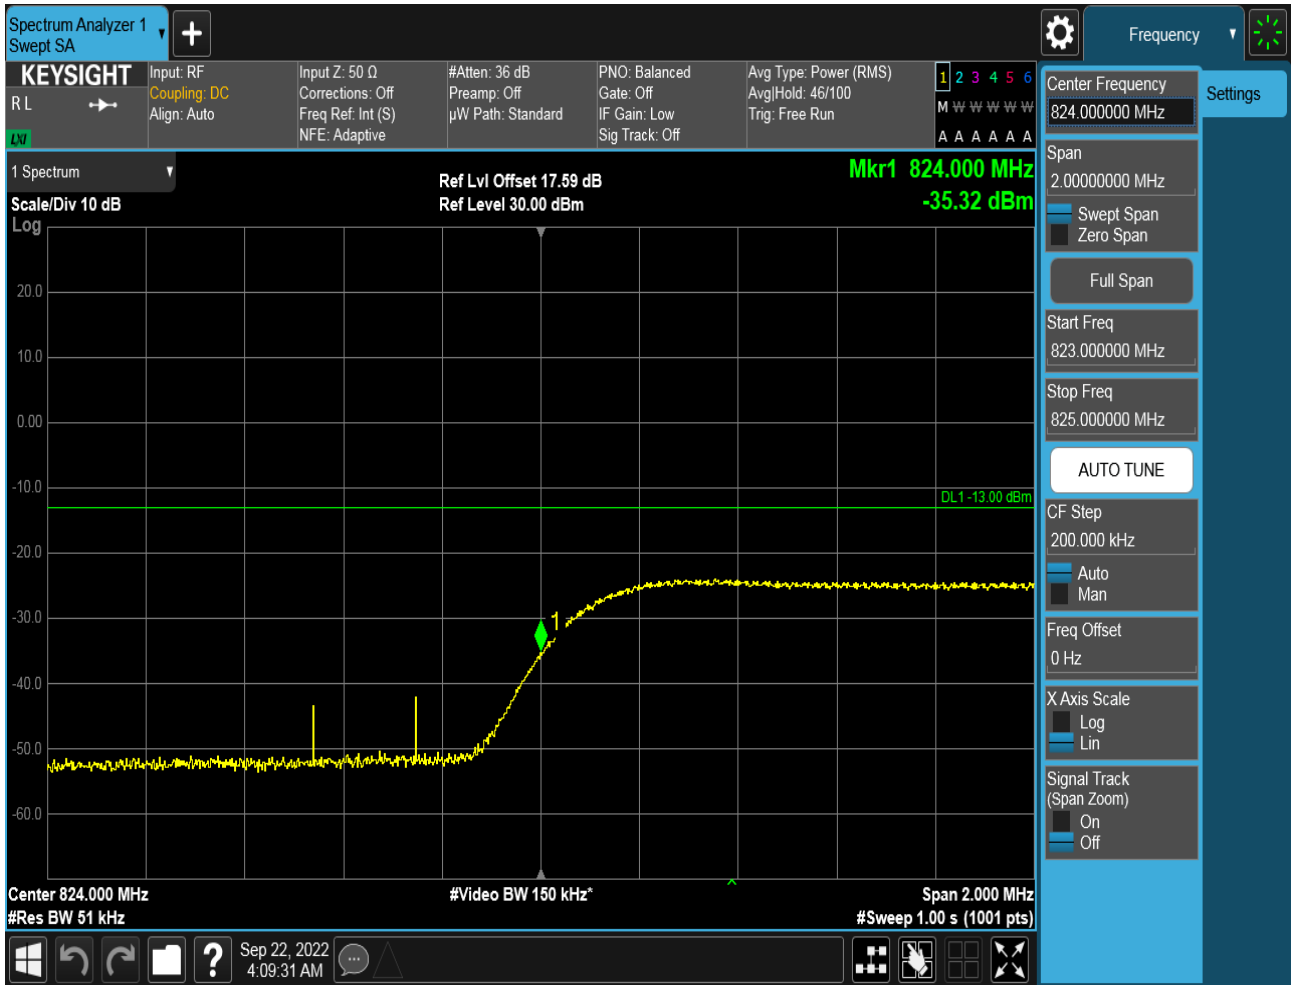 Spectrum Analyzer 1
Swept SA
Frequency
KEYSIGHT
R L
LXI
Input: RF
Coupling: DC
Align: Auto
Input Z: 50 Ω
Corrections: Off
Freq Ref: Int (S)
NFE: Adaptive
#Atten: 36 dB
Preamp: Off
µW Path: Standard
PNO: Balanced
Gate: Off
IF Gain: Low
Sig Track: Off
Avg Type: Power (RMS)
Avg|Hold: 46/100
Trig: Free Run
1 2 3 4 5 6
M W W W W W
A A A A A A
1 Spectrum
Scale/Div 10 dB
Log
Ref Lvl Offset 17.59 dB
Ref Level 30.00 dBm
Mkr1 824.000 MHz
-35.32 dBm
20.0
10.0
0.00
-10.0
-20.0
-30.0
-40.0
-50.0
-60.0
DL1 -13.00 dBm
1
Center 824.000 MHz
#Res BW 51 kHz
#Video BW 150 kHz*
Span 2.000 MHz
#Sweep 1.00 s (1001 pts)
Center Frequency
824.000000 MHz
Settings
Span
2.00000000 MHz
Swept Span
Zero Span
Full Span
Start Freq
823.000000 MHz
Stop Freq
825.000000 MHz
AUTO TUNE
CF Step
200.000 kHz
Auto
Man
Freq Offset
0 Hz
X Axis Scale
Log
Lin
Signal Track
(Span Zoom)
On
Off
?
Sep 22, 2022
4:09:31 AM